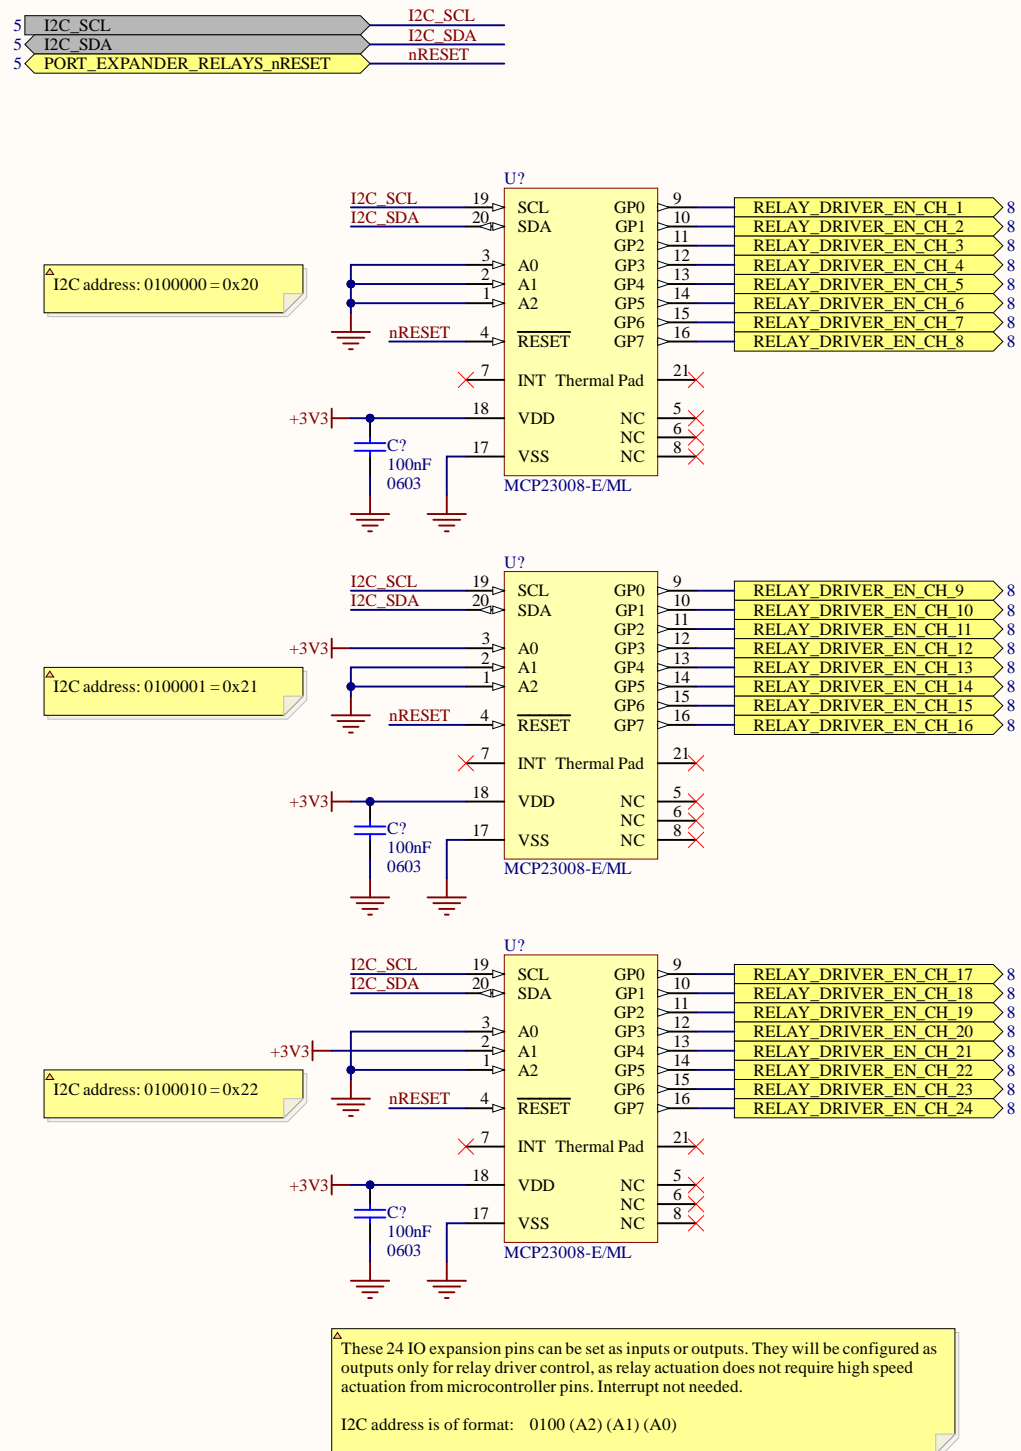 5 I2C_SCL I2C_SCL
5 I2C_SDA I2C_SDA
5 PORT_EXPANDER_RELAYS_nRESET nRESET
U?
I2C_SCL 19 SCL GP0 9 RELAY_DRIVER_EN_CH_1 8
I2C_SDA 20 SDA GP1 10 RELAY_DRIVER_EN_CH_2 8
GP2 11 RELAY_DRIVER_EN_CH_3 8
3 A0 GP3 12 RELAY_DRIVER_EN_CH_4 8
I2C address: 0100000 = 0x20 2 A1 GP4 13 RELAY_DRIVER_EN_CH_5 8
1 A2 GP5 14 RELAY_DRIVER_EN_CH_6 8
GP6 15 RELAY_DRIVER_EN_CH_7 8
nRESET 4 RESET GP7 16 RELAY_DRIVER_EN_CH_8 8
7 INT Thermal Pad 21
+3V3 18 VDD NC 5
NC 6
C? 17 VSS NC 8
100nF
0603
MCP23008-E/ML
U?
I2C_SCL 19 SCL GP0 9 RELAY_DRIVER_EN_CH_9 8
I2C_SDA 20 SDA GP1 10 RELAY_DRIVER_EN_CH_10 8
GP2 11 RELAY_DRIVER_EN_CH_11 8
+3V3 3 A0 GP3 12 RELAY_DRIVER_EN_CH_12 8
2 A1 GP4 13 RELAY_DRIVER_EN_CH_13 8
I2C address: 0100001 = 0x21 1 A2 GP5 14 RELAY_DRIVER_EN_CH_14 8
GP6 15 RELAY_DRIVER_EN_CH_15 8
nRESET 4 RESET GP7 16 RELAY_DRIVER_EN_CH_16 8
7 INT Thermal Pad 21
+3V3 18 VDD NC 5
NC 6
C? 17 VSS NC 8
100nF
0603
MCP23008-E/ML
U?
I2C_SCL 19 SCL GP0 9 RELAY_DRIVER_EN_CH_17 8
I2C_SDA 20 SDA GP1 10 RELAY_DRIVER_EN_CH_18 8
GP2 11 RELAY_DRIVER_EN_CH_19 8
3 A0 GP3 12 RELAY_DRIVER_EN_CH_20 8
+3V3 2 A1 GP4 13 RELAY_DRIVER_EN_CH_21 8
1 A2 GP5 14 RELAY_DRIVER_EN_CH_22 8
I2C address: 0100010 = 0x22 GP6 15 RELAY_DRIVER_EN_CH_23 8
nRESET 4 RESET GP7 16 RELAY_DRIVER_EN_CH_24 8
7 INT Thermal Pad 21
+3V3 18 VDD NC 5
NC 6
C? 17 VSS NC 8
100nF
0603
MCP23008-E/ML
These 24 IO expansion pins can be set as inputs or outputs. They will be configured as
outputs only for relay driver control, as relay actuation does not require high speed
actuation from microcontroller pins. Interrupt not needed.
I2C address is of format: 0100 (A2) (A1) (A0)